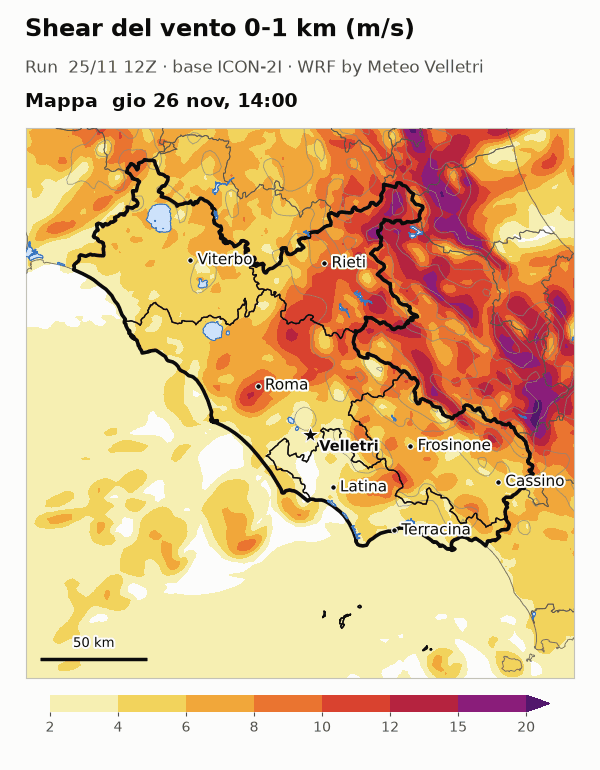 Shear del vento 0-1 km (m/s)
Run  25/11 12Z · base ICON-2I · WRF by Meteo Velletri
Mappa  gio 26 nov, 14:00
Viterbo
Rieti
Roma
Velletri
Frosinone
Latina
Cassino
Terracina
50 km
2 4 6 8 10 12 15 20